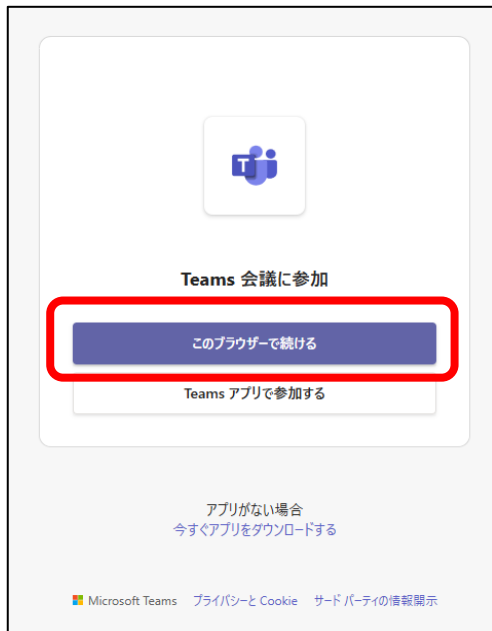 T
Teams 会議に参加
このブラウザーで続ける
Teams アプリで参加する
アプリがない場合
今すぐアプリをダウンロードする
Microsoft Teams プライバシーと Cookie サード パーティの情報開示